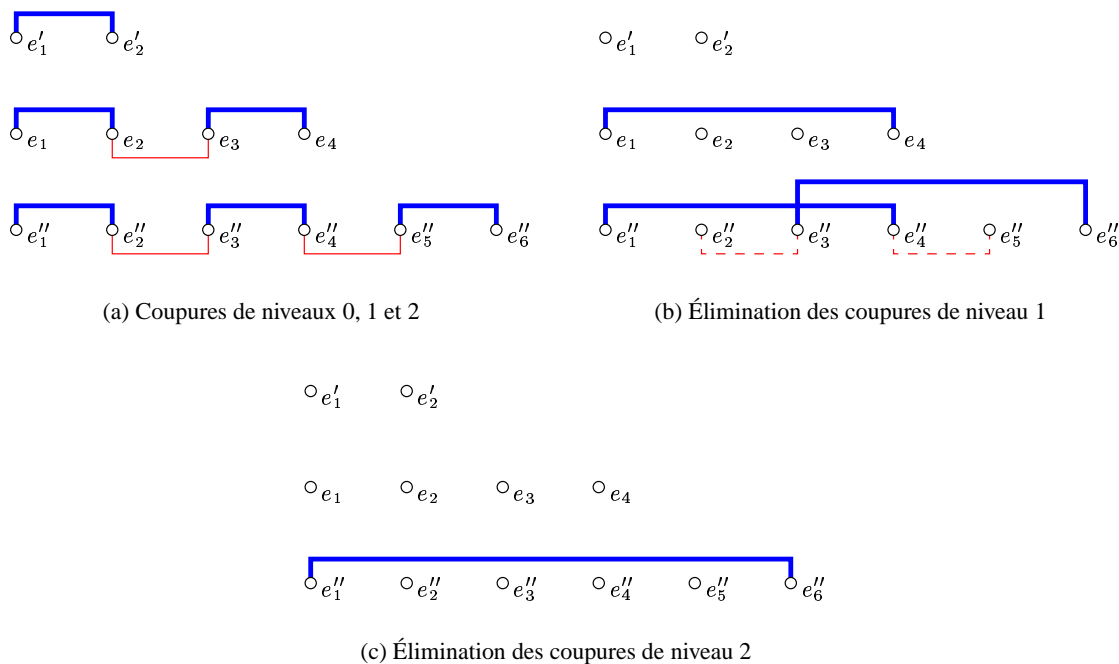 e′₁ e′₂ e′₁ e′₂
e₁ e₂ e₃ e₄ e₁ e₂ e₃ e₄
e″₁ e″₂ e″₃ e″₄ e″₅ e″₆ e″₁ e″₂ e″₃ e″₄ e″₅ e″₆
(a) Coupures de niveaux 0, 1 et 2 (b) Élimination des coupures de niveau 1
e′₁ e′₂
e₁ e₂ e₃ e₄
e″₁ e″₂ e″₃ e″₄ e″₅ e″₆
(c) Élimination des coupures de niveau 2